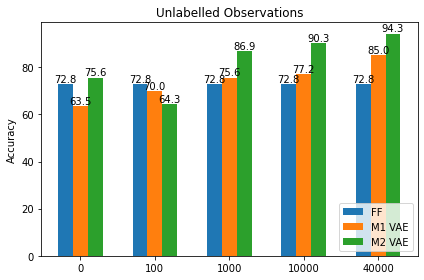 Unlabelled Observations
Accuracy
80
60
40
20
0
72.8 63.5 75.6
72.8 70.0 64.3
72.8 75.6 86.9
72.8 77.2 90.3
72.8 85.0 94.3
0 100 1000 10000 40000
FF
M1 VAE
M2 VAE